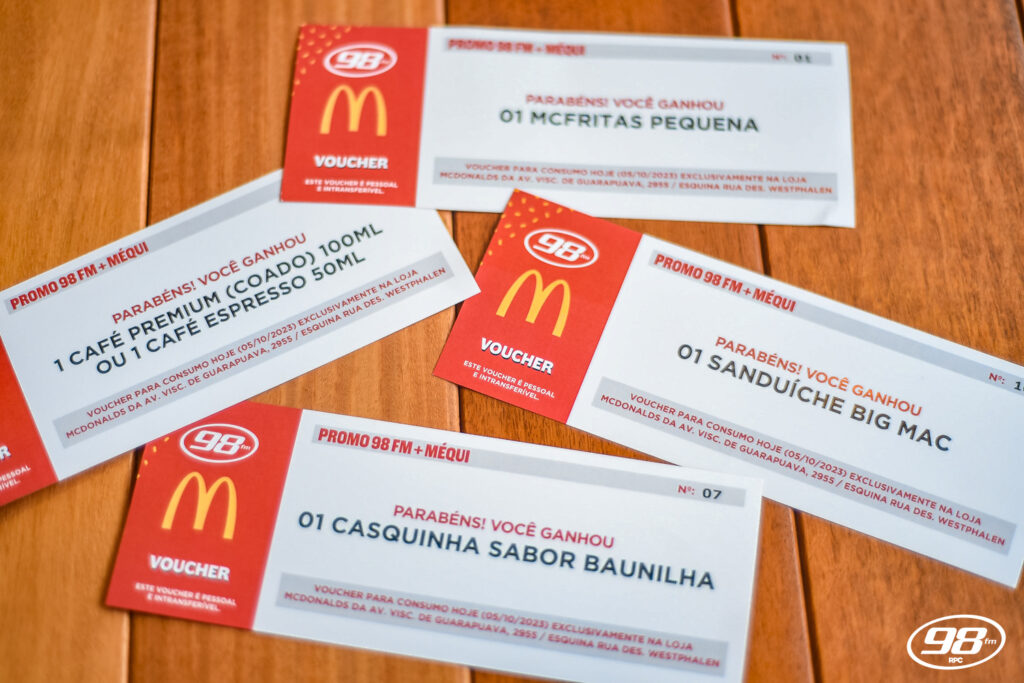 98 fm
VOUCHER
ESTE VOUCHER É PESSOAL
E INTRANSFERÍVEL.
PROMO 98 FM + MÉQUI
Nº: 01
PARABÉNS! VOCÊ GANHOU
01 MCFRITAS PEQUENA
VOUCHER PARA CONSUMO HOJE (05/10/2023) EXCLUSIVAMENTE NA LOJA
MCDONALDS DA AV. VISC. DE GUARAPUAVA, 2955 / ESQUINA RUA DES. WESTPHALEN
PROMO 98 FM + MÉQUI
PARABÉNS! VOCÊ GANHOU
1 CAFÉ PREMIUM (COADO) 100ML
OU 1 CAFÉ ESPRESSO 50ML
VOUCHER PARA CONSUMO HOJE (05/10/2023) EXCLUSIVAMENTE NA LOJA
MCDONALDS DA AV. VISC. DE GUARAPUAVA, 2955 / ESQUINA RUA DES. WESTPHALEN
98 fm
VOUCHER
ESTE VOUCHER É PESSOAL
E INTRANSFERÍVEL.
PROMO 98 FM + MÉQUI
Nº:
PARABÉNS! VOCÊ GANHOU
01 SANDUÍCHE BIG MAC
VOUCHER PARA CONSUMO HOJE (05/10/2023) EXCLUSIVAMENTE NA LOJA
MCDONALDS DA AV. VISC. DE GUARAPUAVA, 2955 / ESQUINA RUA DES. WESTPHALEN
98 fm
VOUCHER
ESTE VOUCHER É PESSOAL
E INTRANSFERÍVEL.
PROMO 98 FM + MÉQUI
Nº: 07
PARABÉNS! VOCÊ GANHOU
01 CASQUINHA SABOR BAUNILHA
VOUCHER PARA CONSUMO HOJE (05/10/2023) EXCLUSIVAMENTE NA LOJA
MCDONALDS DA AV. VISC. DE GUARAPUAVA, 2955 / ESQUINA RUA DES. WESTPHALEN
98 fm
RPC